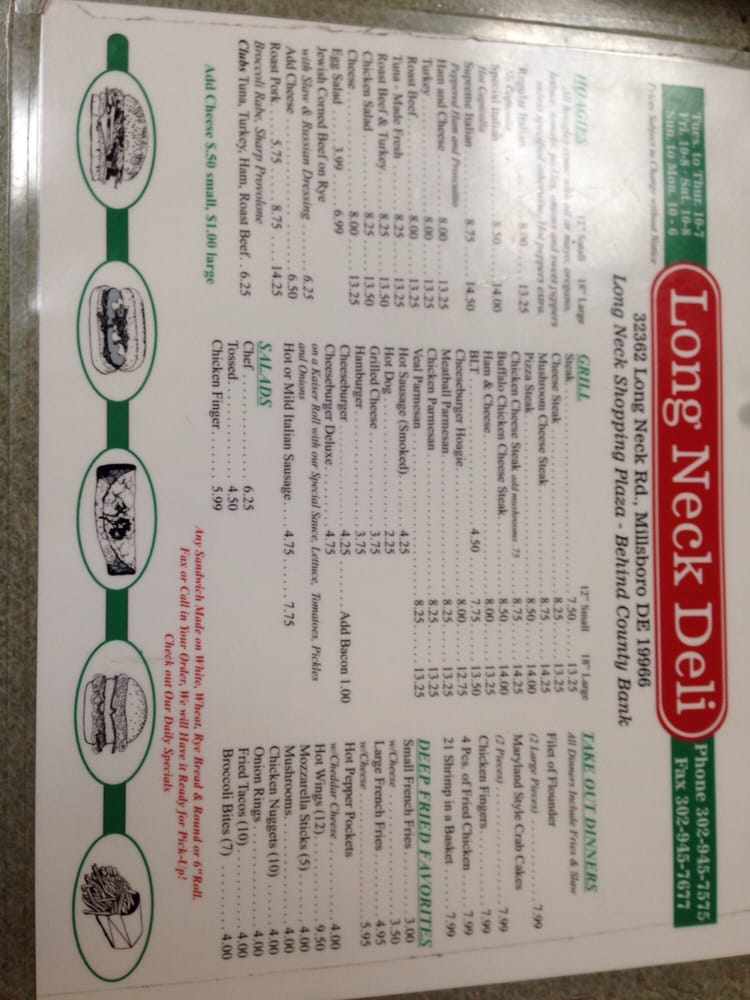 Tues. to Thur. 10-7
Fri. 10-8 - Sat. 10-8
Sun. to Mon. 10 - 6
Long Neck Deli
Phone 302-945-7575
Fax 302-945-7677
Prices Subject to Change without Notice
32362 Long Neck Rd., Millsboro DE 19966
Long Neck Shopping Plaza - Behind County Bank
HOAGIES 12" Small 18" Large
Regular Italian 8.00 13.25
No Capicola
Special Italian 8.50 14.00
Hot Capicolla
Supreme Italian 8.75 14.50
Peppered Ham and Proscuitto
Ham and Cheese 8.00 13.25
Turkey 8.00 13.25
Roast Beef 8.00 13.25
Tuna - Made Fresh 8.25 13.25
Roast Beef & Turkey 8.25 13.50
Chicken Salad 8.25 13.50
Cheese 8.00 13.25
Egg Salad 3.99 6.99
Jewish Corned Beef on Rye
with Slaw & Russian Dressing 6.25
Add Cheese 6.50
Roast Pork 5.75 8.75 14.25
Broccoli Rabe, Sharp Provolone
Clubs Tuna, Turkey, Ham, Roast Beef 6.25
Add Cheese $.50 small, $1.00 large
GRILL 12" Small 18" Large
Steak 7.50 13.25
Cheese Steak 8.25 13.25
Mushroom Cheese Steak 8.75 14.25
Pizza Steak 8.50 14.00
Chicken Cheese Steak add mushrooms .75 8.75 14.25
Buffalo Chicken Cheese Steak 8.50 14.00
Ham & Cheese 8.00 13.25
BLT 4.50 7.75 13.50
Cheeseburger Hoagie 8.00 12.75
Meatball Parmesan 8.25 13.25
Chicken Parmesan 8.25 13.25
Veal Parmesan 8.25 13.25
Hot Sausage (Smoked) 4.25
Hot Dog 2.25
Grilled Cheese 3.75
Hamburger 3.75
Cheeseburger 4.25 Add Bacon 1.00
Cheeseburger Deluxe 4.75
on a Kaiser Roll with our Special Sauce, Lettuce, Tomatoes, Pickles
and Onions
Hot or Mild Italian Sausage 4.75 7.75
SALADS
Chef 6.25
Tossed 4.50
Chicken Finger 5.99
TAKE OUT DINNERS
All Dinners Include Fries & Slaw
Filet of Flounder
(2 Large Pieces) 7.99
Maryland Style Crab Cakes
(2 Pieces) 7.99
Chicken Fingers 7.99
4 Pcs. of Fried Chicken 7.99
21 Shrimp in a Basket 7.99
DEEP FRIED FAVORITES
Small French Fries 3.00
w/Cheese 3.50
Large French Fries 4.95
w/Cheese 5.95
Hot Pepper Pockets
w/Cheddar Cheese 4.00
Hot Wings (12) 9.50
Mozzarella Sticks (5) 4.00
Mushrooms 4.00
Chicken Nuggets (10) 4.00
Onion Rings 4.00
Fried Tacos (10) 4.00
Broccoli Bites (7) 4.00
Any Sandwich Made on White, Wheat, Rye Bread & Round or 6" Roll.
Fax or Call in Your Order, We will Have it Ready for Pick-Up!
Check out Our Daily Specials